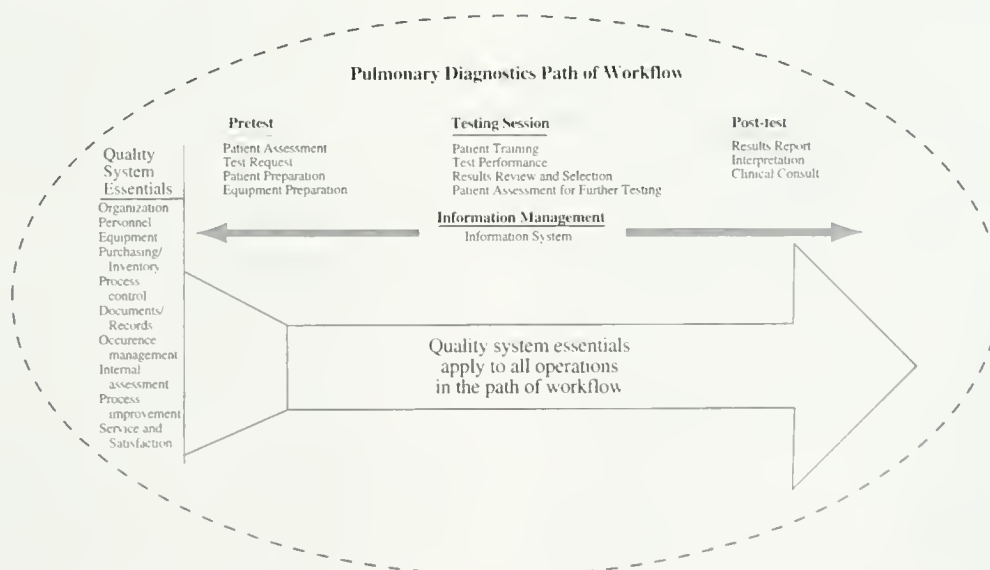 Pulmonary Diagnostics Path of Workflow
Quality
System
Essentials
Organization
Personnel
Equipment
Purchasing/
Inventory
Process
control
Documents/
Records
Occurence
management
Internal
assessment
Process
improvement
Service and
Satisfaction
Pretest
Patient Assessment
Test Request
Patient Preparation
Equipment Preparation
Testing Session
Patient Training
Test Performance
Results Review and Selection
Patient Assessment for Further Testing
Post-test
Results Report
Interpretation
Clinical Consult
Information Management
Information System
Quality system essentials
apply to all operations
in the path of workflow